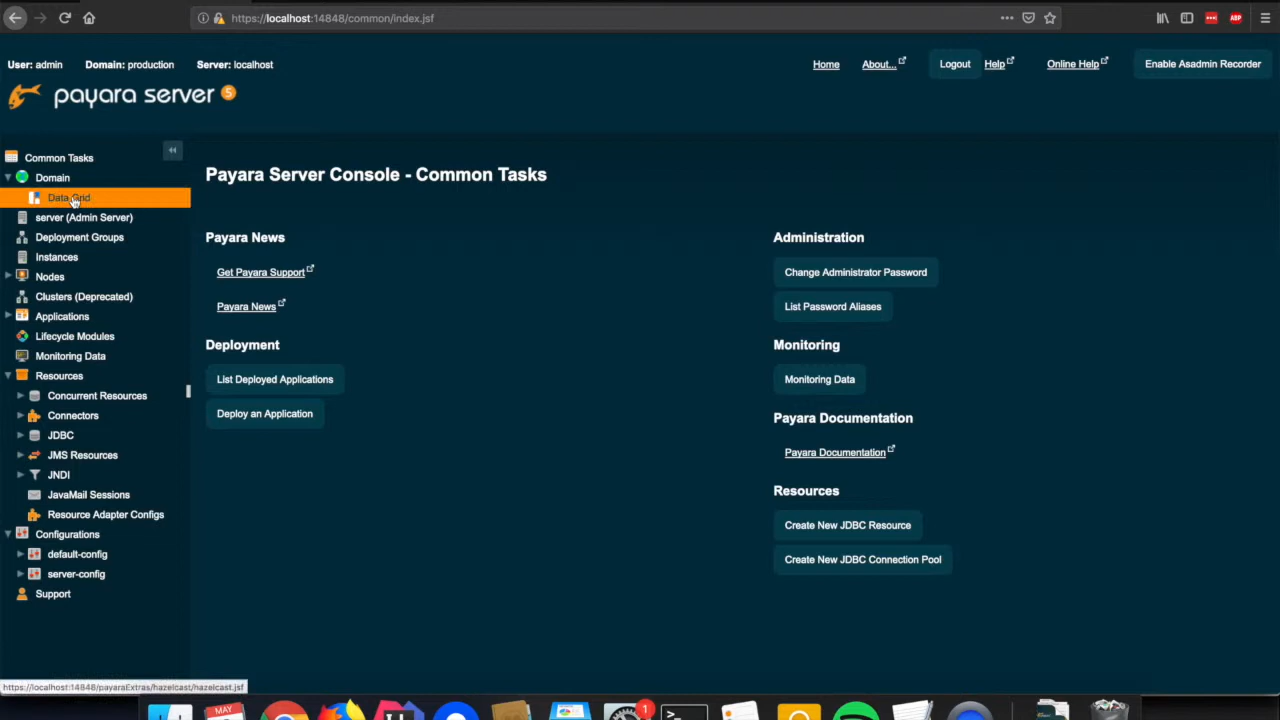 https://localhost:14848/common/index.jsf
ABP
User: admin Domain: production Server: localhost
Home About... Logout Help Online Help Enable Asadmin Recorder
payara server 5
Common Tasks
Domain
Data Grid
server (Admin Server)
Deployment Groups
Instances
Nodes
Clusters (Deprecated)
Applications
Lifecycle Modules
Monitoring Data
Resources
Concurrent Resources
Connectors
JDBC
JMS Resources
JNDI
JavaMail Sessions
Resource Adapter Configs
Configurations
default-config
server-config
Support
Payara Server Console - Common Tasks
Payara News
Get Payara Support
Payara News
Deployment
List Deployed Applications
Deploy an Application
Administration
Change Administrator Password
List Password Aliases
Monitoring
Monitoring Data
Payara Documentation
Payara Documentation
Resources
Create New JDBC Resource
Create New JDBC Connection Pool
https://localhost:14848/payaraExtras/hazelcast/hazelcast.jsf
MAY
1